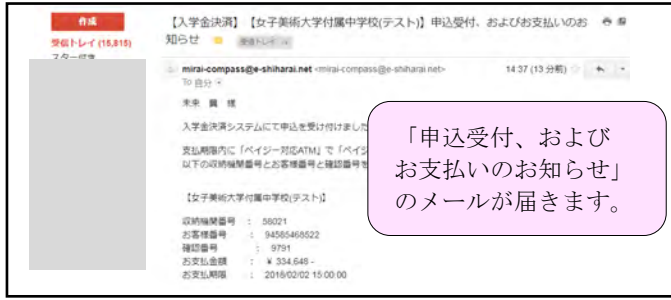 作成
受信トレイ (15,815)
スター付き
【入学金決済】【女子美術大学付属中学校(テスト)】申込受付、およびお支払いのお
知らせ 受信トレイ x
mirai-compass@e-shiharai.net <mirai-compass@e-shiharai.net> 14:37 (13 分前)
To 自分
未来 翼 様
入学金決済システムにて申込を受け付けました
支払期限内に「ペイジー対応ATM」で「ペイジ
以下の収納機関番号とお客様番号と確認番号を
【女子美術大学付属中学校(テスト)】
収納機関番号 : 58021
お客様番号 : 94585468522
確認番号 : 9791
お支払金額 : ¥ 334,648 -
お支払期限 : 2016/02/02 15:00:00
「申込受付、および
お支払いのお知らせ」
のメールが届きます。